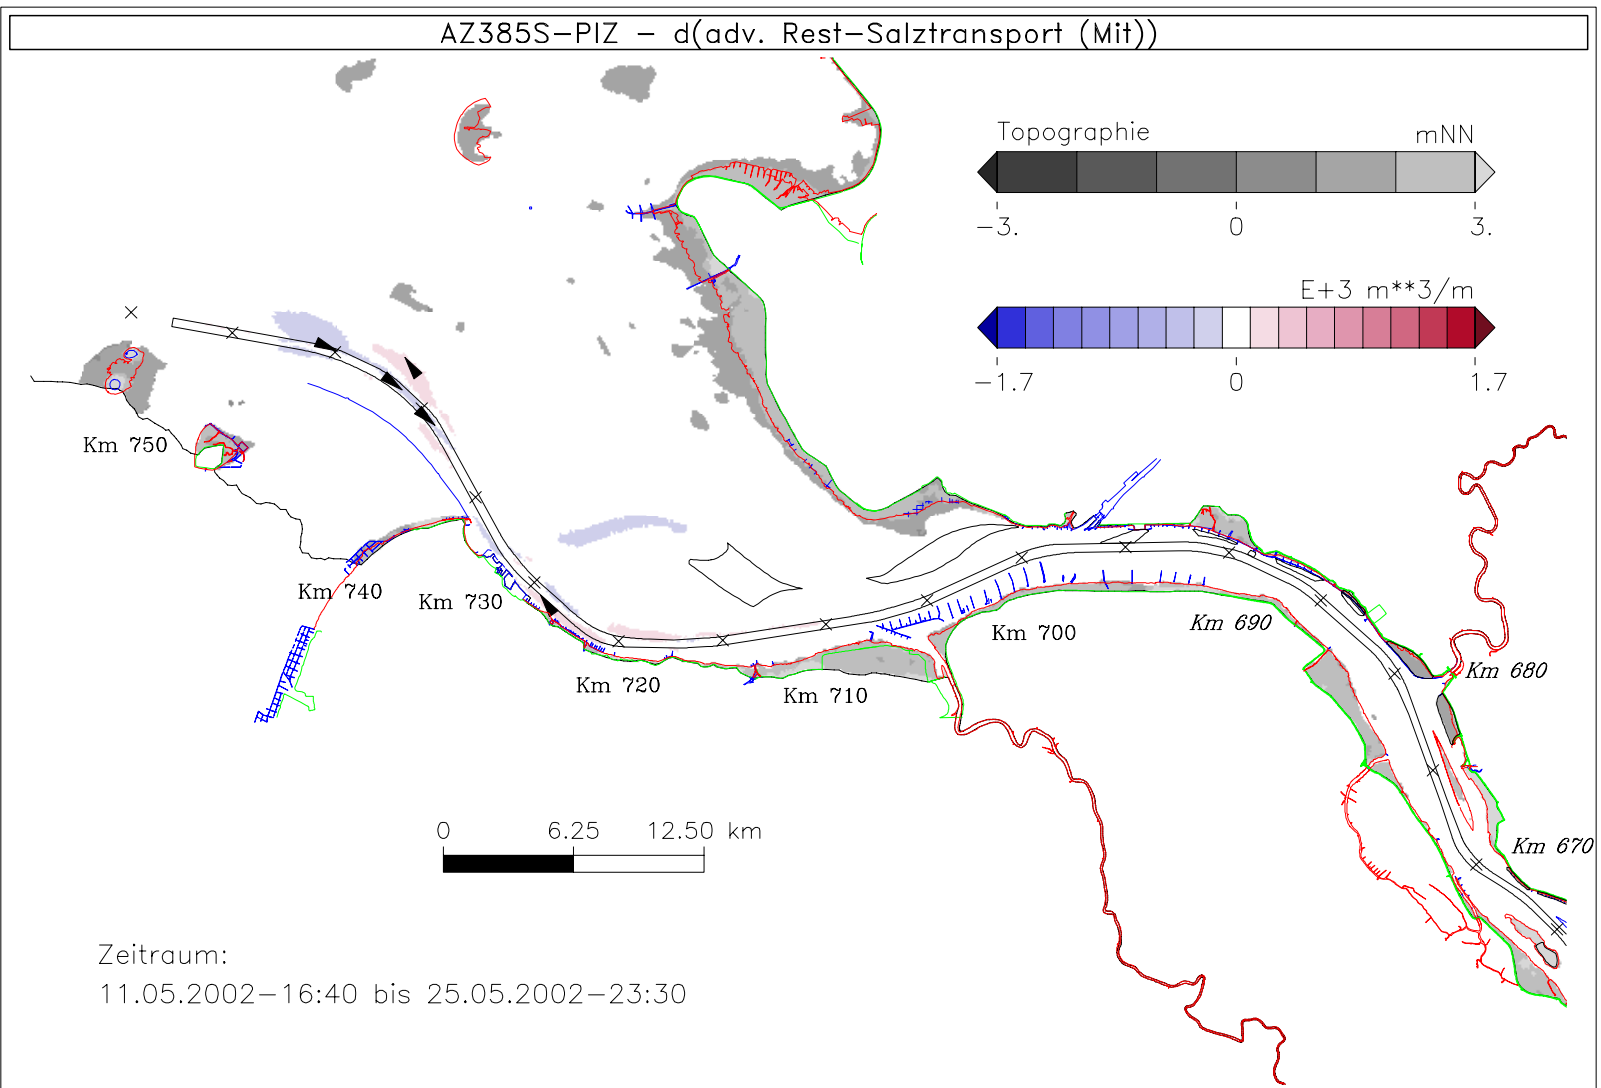 AZ385S-PIZ - d(adv. Rest-Salztransport (Mit))
Topographie mNN
-3. 0 3.
E+3 m**3/m
-1.7 0 1.7
Km 750
Km 740
Km 730
Km 720
Km 710
Km 700
Km 690
Km 680
Km 670
0 6.25 12.50 km
Zeitraum:
11.05.2002-16:40 bis 25.05.2002-23:30